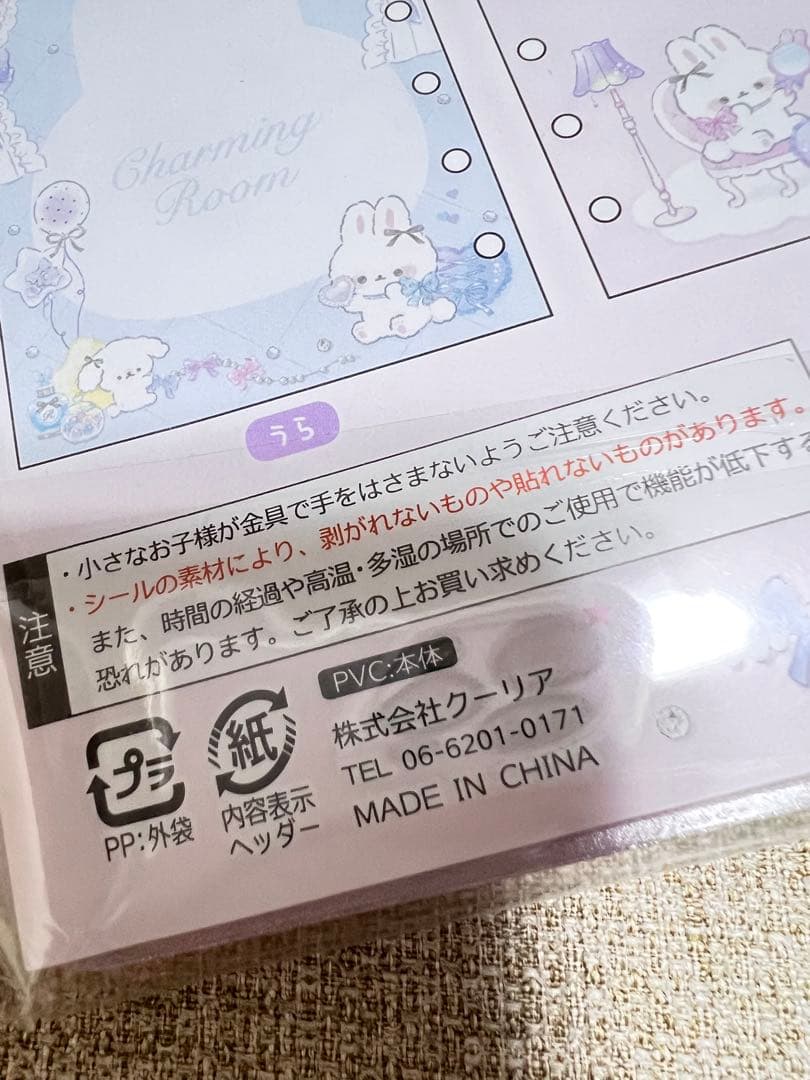 Charming
Room
うら
注意
・小さなお子様が金具で手をはさまないようご注意ください。
・シールの素材により、剥がれないものや貼れないものがあります。
また、時間の経過や高温・多湿の場所でのご使用で機能が低下する
恐れがあります。ご了承の上お買い求めください。
プラ
PP:外袋
紙
内容表示
ヘッダー
PVC:本体
株式会社クーリア
TEL 06-6201-0171
MADE IN CHINA